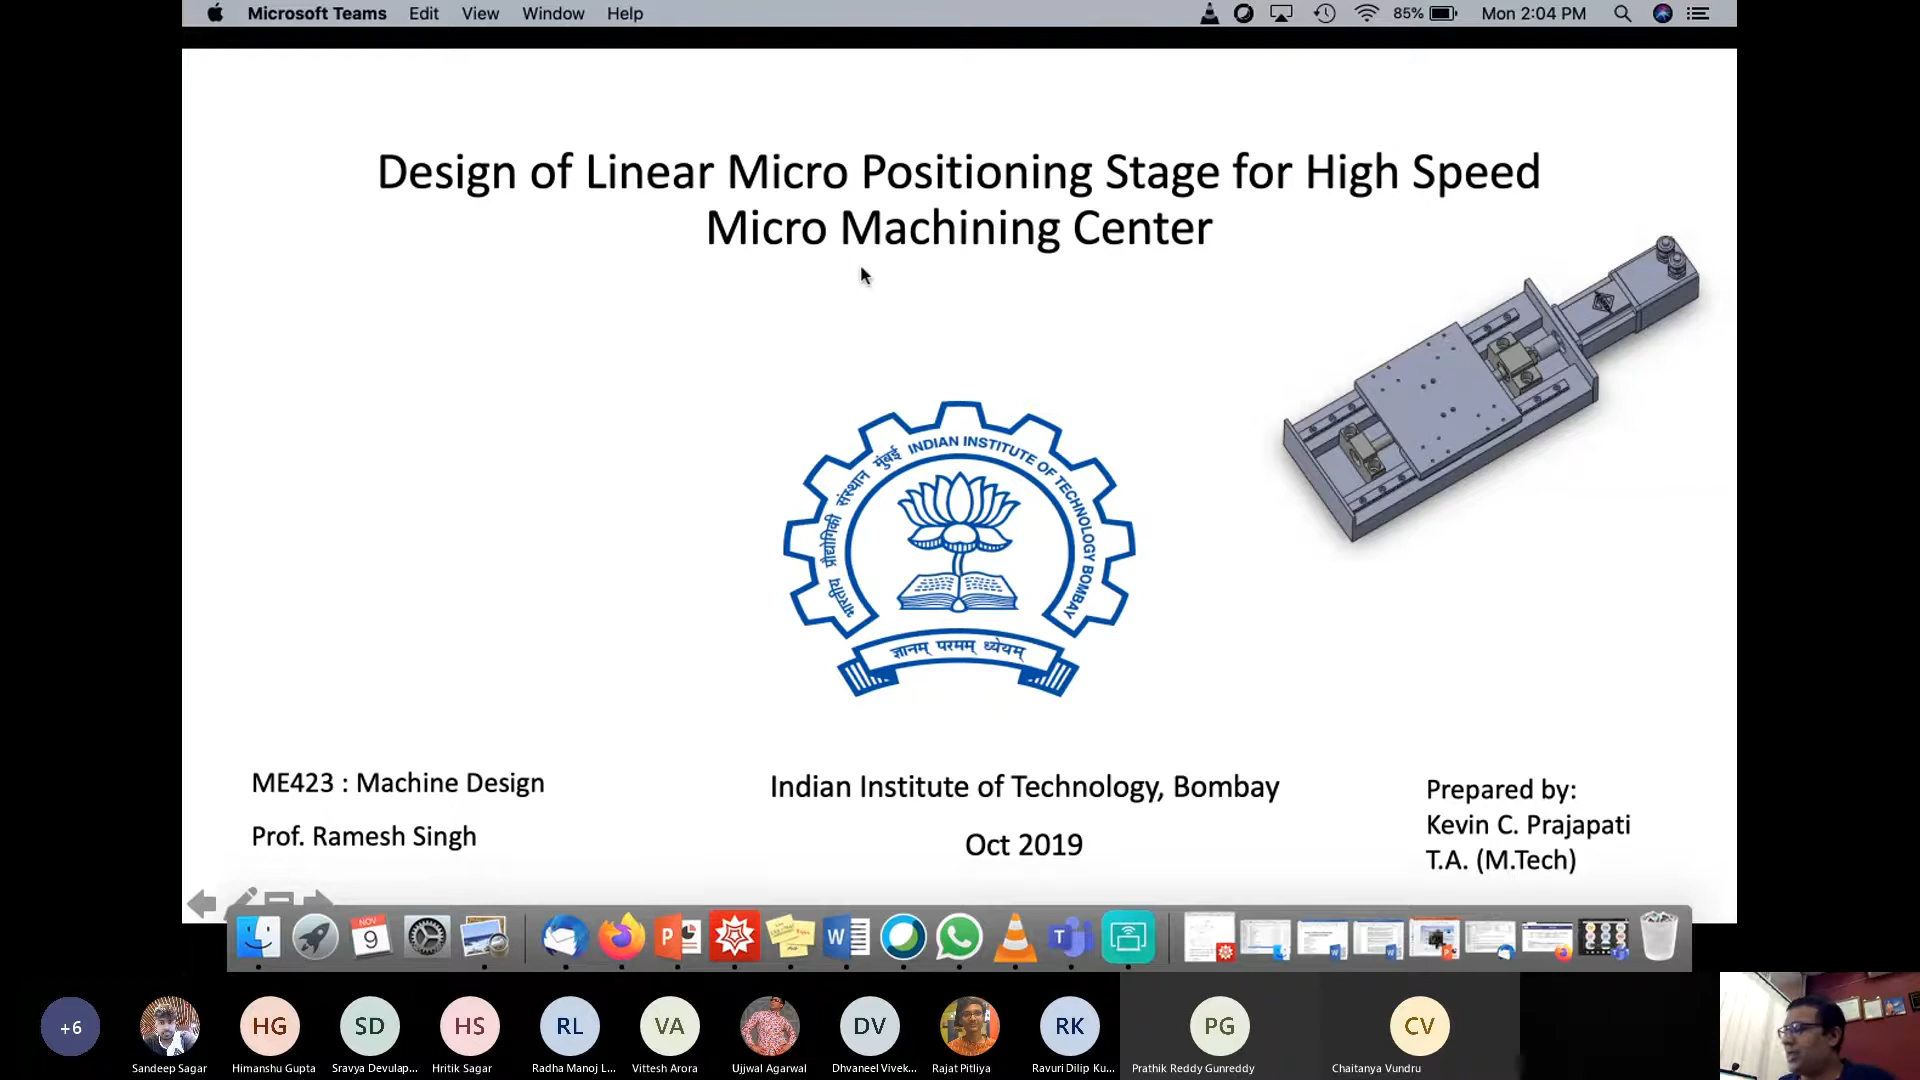 Microsoft Teams Edit View Window Help 85% Mon 2:04 PM
Design of Linear Micro Positioning Stage for High Speed
Micro Machining Center
भारतीय प्रौद्योगिकी संस्थान मुंबई INDIAN INSTITUTE OF TECHNOLOGY BOMBAY
ज्ञानम् परमम् ध्येयम्
ME423 : Machine Design
Prof. Ramesh Singh
Indian Institute of Technology, Bombay
Oct 2019
Prepared by:
Kevin C. Prajapati
T.A. (M.Tech)
NOV
9
P
W
T
+6
HG
SD
HS
RL
VA
DV
RK
PG
CV
Sandeep Sagar
Himanshu Gupta
Sravya Devulap...
Hritik Sagar
Radha Manoj L...
Vittesh Arora
Ujjwal Agarwal
Dhvaneel Vivek...
Rajat Pitliya
Ravuri Dilip Ku...
Prathik Reddy Gunreddy
Chaitanya Vundru